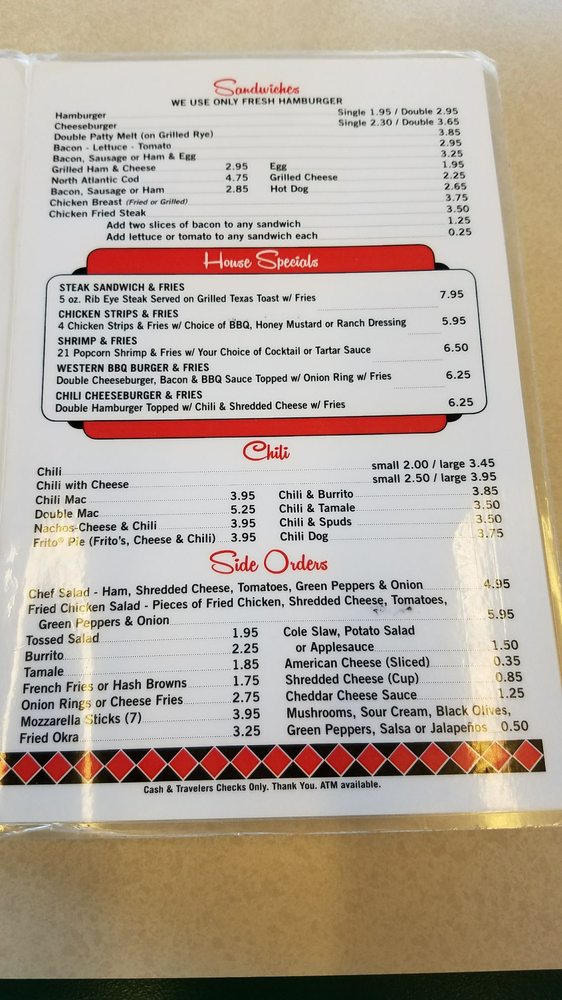 Sandwiches
WE USE ONLY FRESH HAMBURGER
Hamburger Single 1.95 / Double 2.95
Cheeseburger Single 2.30 / Double 3.65
Double Patty Melt (on Grilled Rye) 3.85
Bacon - Lettuce - Tomato 2.95
Bacon, Sausage or Ham & Egg 3.25
Grilled Ham & Cheese 2.95 Egg 1.95
North Atlantic Cod 4.75 Grilled Cheese 2.25
Bacon, Sausage or Ham 2.85 Hot Dog 2.65
Chicken Breast (Fried or Grilled) 3.75
Chicken Fried Steak 3.50
Add two slices of bacon to any sandwich 1.25
Add lettuce or tomato to any sandwich each 0.25
House Specials
STEAK SANDWICH & FRIES
5 oz. Rib Eye Steak Served on Grilled Texas Toast w/ Fries 7.95
CHICKEN STRIPS & FRIES
4 Chicken Strips & Fries w/ Choice of BBQ, Honey Mustard or Ranch Dressing 5.95
SHRIMP & FRIES
21 Popcorn Shrimp & Fries w/ Your Choice of Cocktail or Tartar Sauce 6.50
WESTERN BBQ BURGER & FRIES
Double Cheeseburger, Bacon & BBQ Sauce Topped w/ Onion Ring w/ Fries 6.25
CHILI CHEESEBURGER & FRIES
Double Hamburger Topped w/ Chili & Shredded Cheese w/ Fries 6.25
Chili
Chili small 2.00 / large 3.45
Chili with Cheese small 2.50 / large 3.95
Chili Mac 3.95 Chili & Burrito 3.85
Double Mac 5.25 Chili & Tamale 3.50
Nachos-Cheese & Chili 3.95 Chili & Spuds 3.50
Frito® Pie (Frito's, Cheese & Chili) 3.95 Chili Dog 3.75
Side Orders
Chef Salad - Ham, Shredded Cheese, Tomatoes, Green Peppers & Onion 4.95
Fried Chicken Salad - Pieces of Fried Chicken, Shredded Cheese, Tomatoes,
Green Peppers & Onion 5.95
Tossed Salad 1.95 Cole Slaw, Potato Salad
Burrito 2.25 or Applesauce 1.50
Tamale 1.85 American Cheese (Sliced) 0.35
French Fries or Hash Browns 1.75 Shredded Cheese (Cup) 0.85
Onion Rings or Cheese Fries 2.75 Cheddar Cheese Sauce 1.25
Mozzarella Sticks (7) 3.95 Mushrooms, Sour Cream, Black Olives,
Fried Okra 3.25 Green Peppers, Salsa or Jalapeños 0.50
Cash & Travelers Checks Only. Thank You. ATM available.